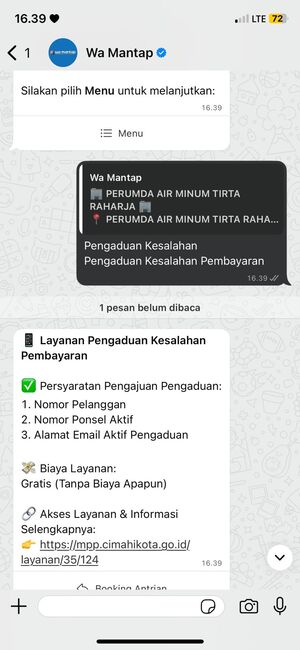 16.39
LTE 72
1
WA MANTAP
Wa Mantap
Silakan pilih Menu untuk melanjutkan:
16.39
Menu
Wa Mantap
🏢 PERUMDA AIR MINUM TIRTA
RAHARJA 🏢
📍 PERUMDA AIR MINUM TIRTA RAHA...
Pengaduan Kesalahan
Pengaduan Kesalahan Pembayaran
16.39
1 pesan belum dibaca
📱 Layanan Pengaduan Kesalahan
Pembayaran
✅ Persyaratan Pengajuan Pengaduan:
1. Nomor Pelanggan
2. Nomor Ponsel Aktif
3. Alamat Email Aktif Pengaduan
💸 Biaya Layanan:
Gratis (Tanpa Biaya Apapun)
🔗 Akses Layanan & Informasi
Selengkapnya:
👉 https://mpp.cimahikota.go.id/
layanan/35/124
16.39
Booking Antrian